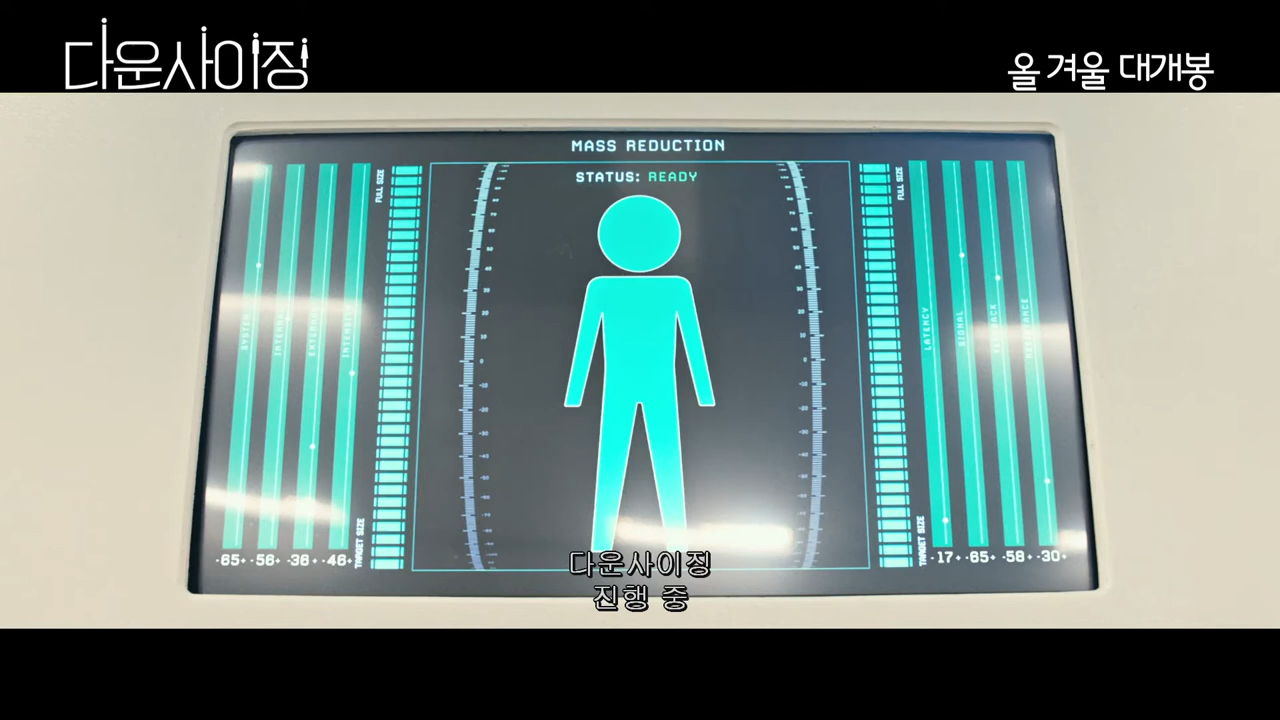 다운사이징
올 겨울 대개봉
MASS REDUCTION
STATUS: READY
FULL SIZE
FULL SIZE
LATENCY
SIGNAL
TARGET SIZE
TARGET SIZE
-65+ -56+ -36+ -46+
-17+ -65+ -58+ -30+
다운사이징
진행 중